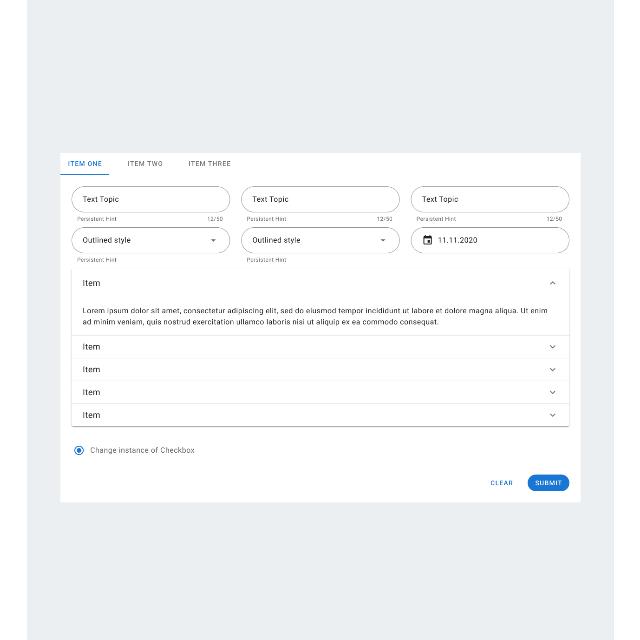 ITEM ONE ITEM TWO ITEM THREE
Text Topic Text Topic Text Topic
Persistent Hint 12/50 Persistent Hint 12/50 Persistent Hint 12/50
Outlined style Outlined style 11.11.2020
Persistent Hint Persistent Hint
Item
Lorem ipsum dolor sit amet, consectetur adipiscing elit, sed do eiusmod tempor incididunt ut labore et dolore magna aliqua. Ut enim
ad minim veniam, quis nostrud exercitation ullamco laboris nisi ut aliquip ex ea commodo consequat.
Item
Item
Item
Item
Change instance of Checkbox
CLEAR SUBMIT